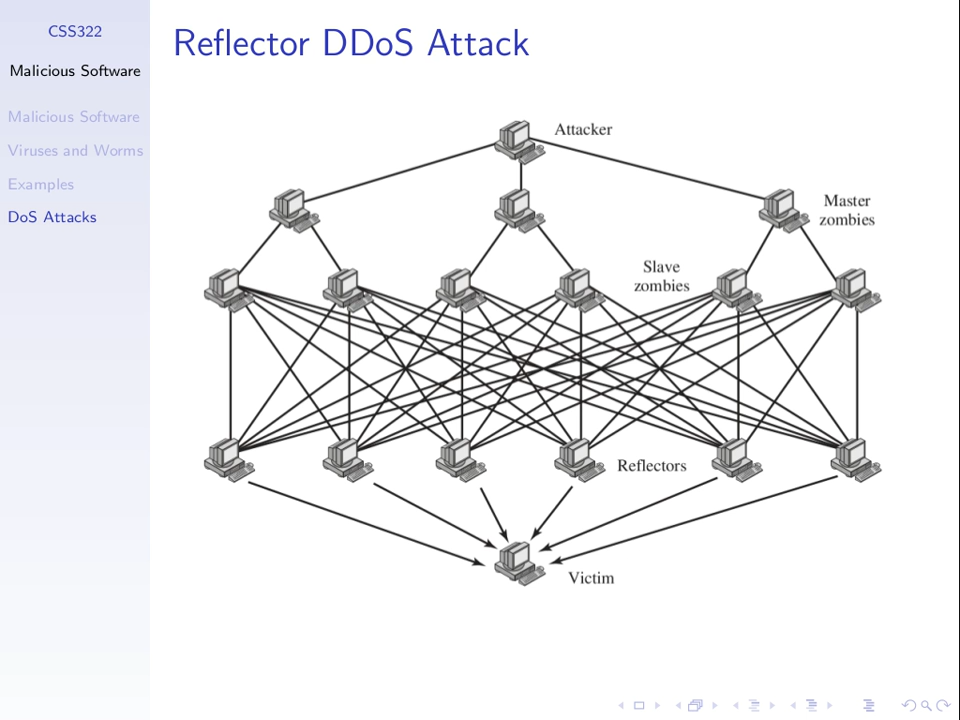 CSS322
Malicious Software
Malicious Software
Viruses and Worms
Examples
DoS Attacks
Reflector DDoS Attack
Attacker
Master
zombies
Slave
zombies
Reflectors
Victim